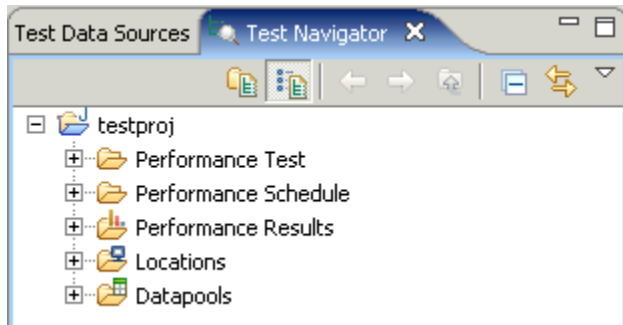 Test Data Sources Test Navigator
testproj
Performance Test
Performance Schedule
Performance Results
Locations
Datapools